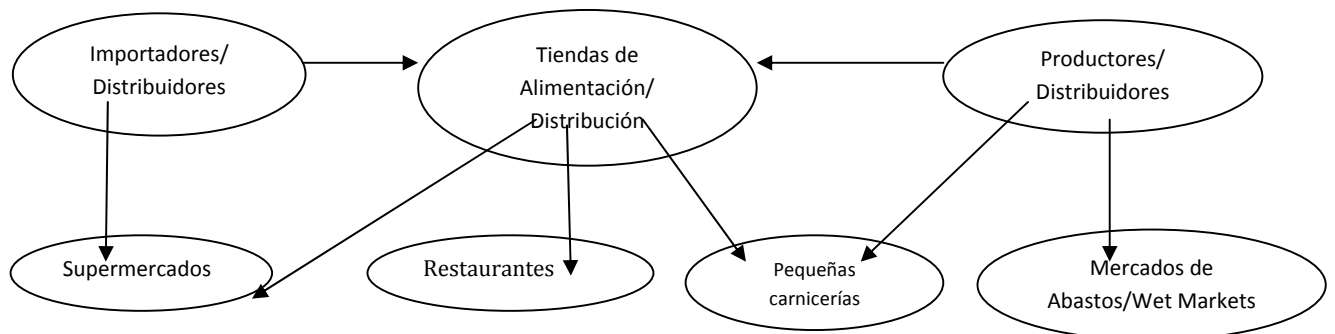 Importadores/
Distribuidores
Tiendas de
Alimentación/
Distribución
Productores/
Distribuidores
Supermercados
Restaurantes
Pequeñas
carnicerías
Mercados de
Abastos/Wet Markets